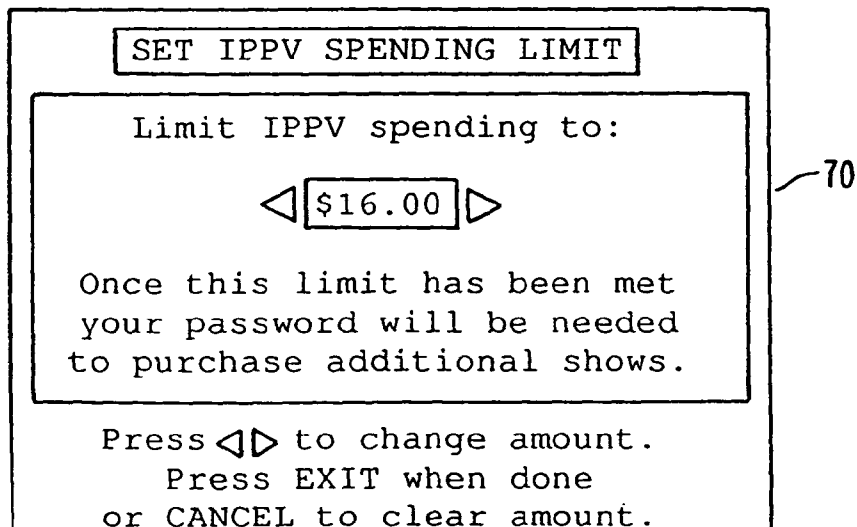 SET IPPV SPENDING LIMIT
Limit IPPV spending to:
◁ $16.00 ▷
70
Once this limit has been met
your password will be needed
to purchase additional shows.
Press ◁▷ to change amount.
Press EXIT when done
or CANCEL to clear amount.